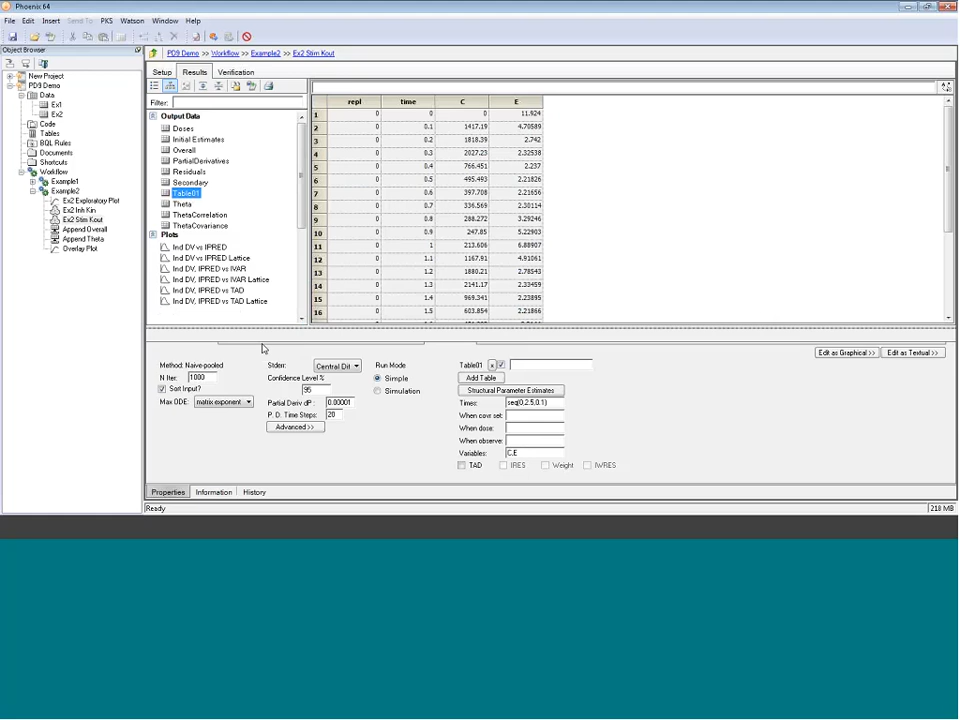 Phoenix 64
File Edit Insert Send To PKS Watson Window Help
Object Browser
PD9 Demo >> Workflow >> Example2 >> Ex2 Stim Kout
New Project
PD9 Demo
Data
Ex1
Ex2
Code
Tables
BQL Rules
Documents
Shortcuts
Workflow
Example1
Example2
Ex2 Exploratory Plot
Ex2 Inh Kin
Ex2 Stim Kout
Append Overall
Append Theta
Overlay Plot
Setup Results Verification
Filter:
Output Data
Doses
Initial Estimates
Overall
PartialDerivatives
Residuals
Secondary
Table01
Theta
ThetaCorrelation
ThetaCovariance
Plots
Ind DV vs IPRED
Ind DV vs IPRED Lattice
Ind DV, IPRED vs IVAR
Ind DV, IPRED vs IVAR Lattice
Ind DV, IPRED vs TAD
Ind DV, IPRED vs TAD Lattice
repl time C E
1 0 0 0 11.924
2 0 0.1 1417.19 4.70589
3 0 0.2 1818.39 2.742
4 0 0.3 2027.23 2.32538
5 0 0.4 766.451 2.237
6 0 0.5 495.493 2.21826
7 0 0.6 397.708 2.21656
8 0 0.7 336.569 2.30114
9 0 0.8 288.272 3.29246
10 0 0.9 247.85 5.22903
11 0 1 213.606 6.88907
12 0 1.1 1167.91 4.91061
13 0 1.2 1880.21 2.78543
14 0 1.3 2141.17 2.33459
15 0 1.4 969.341 2.23895
16 0 1.5 603.854 2.21866
Edit as Graphical >> Edit as Textual >>
Method: Naive-pooled
N Iter: 1000
Sort Input?
Max ODE: matrix exponent
Stderr: Central Dif
Confidence Level %
95
Partial Deriv dP : 0.00001
P. D. Time Steps: 20
Advanced >>
Run Mode
Simple
Simulation
Table01 x
Add Table
Structural Parameter Estimates
Times: seq(0,2.5,0.1)
When covr set:
When dose:
When observe:
Variables: C,E
TAD IRES Weight IWRES
Properties Information History
Ready 218 MB